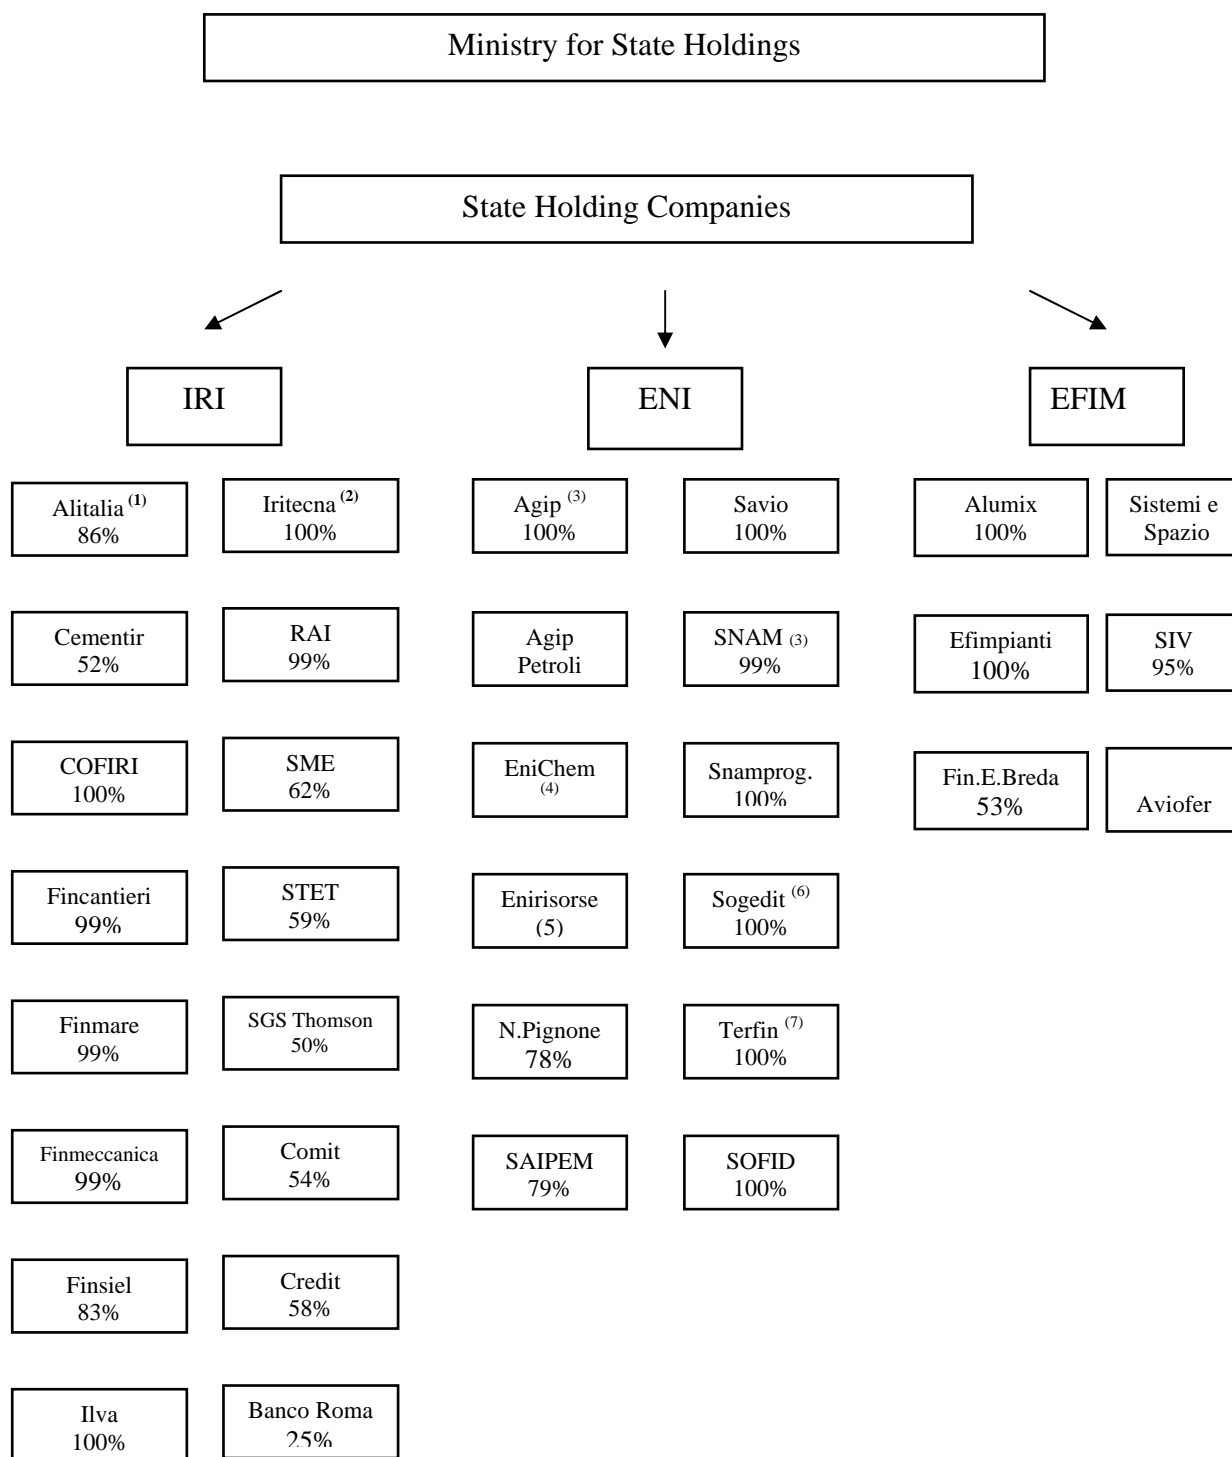 Ministry for State Holdings
State Holding Companies
IRI
ENI
EFIM
Alitalia (1)
86%
Iritecna (2)
100%
Agip (3)
100%
Savio
100%
Alumix
100%
Sistemi e
Spazio
Cementir
52%
RAI
99%
Agip
Petroli
SNAM (3)
99%
Efimpianti
100%
SIV
95%
COFIRI
100%
SME
62%
EniChem
(4)
Snamprog.
100%
Fin.E.Breda
53%
Aviofer
Fincantieri
99%
STET
59%
Enirisorse
(5)
Sogedit (6)
100%
Finmare
99%
SGS Thomson
50%
N.Pignone
78%
Terfin (7)
100%
Finmeccanica
99%
Comit
54%
SAIPEM
79%
SOFID
100%
Finsiel
83%
Credit
58%
Ilva
100%
Banco Roma
25%